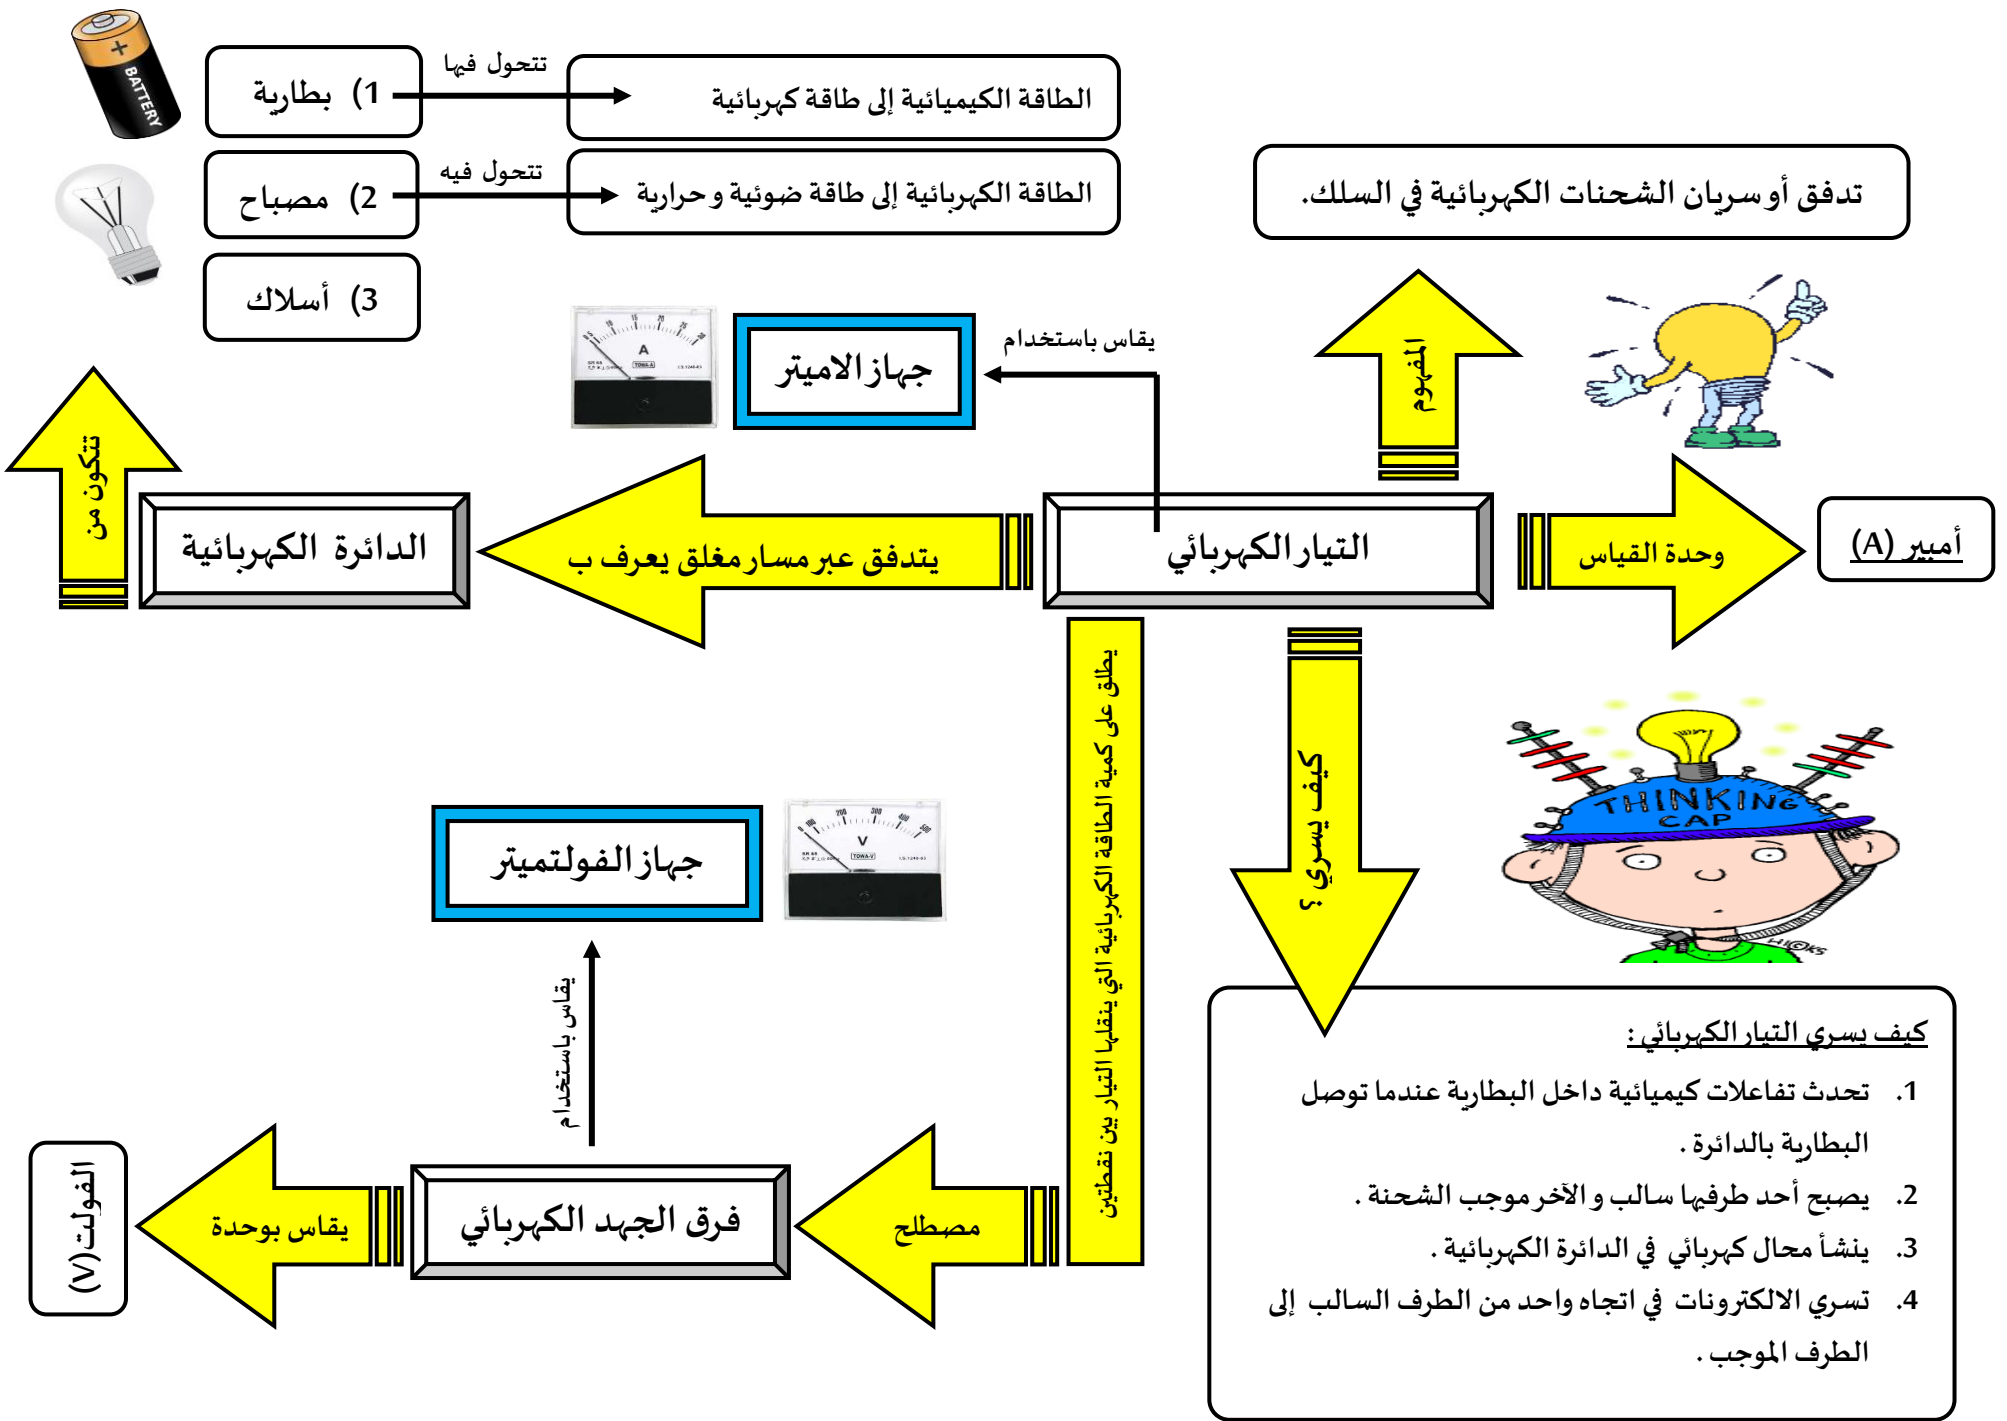 BATTERY
1) بطارية
تتحول فيها
الطاقة الكيميائية إلى طاقة كهربائية
2) مصباح
تتحول فيه
الطاقة الكهربائية إلى طاقة ضوئية وحرارية
3) أسلاك
تدفق أو سريان الشحنات الكهربائية في السلك.
المفهوم
يقاس باستخدام
جهاز الاميتر
A
تتكون من
الدائرة الكهربائية
يتدفق عبر مسار مغلق يعرف ب
التيار الكهربائي
وحدة القياس
أمبير (A)
يطلق على كمية الطاقة الكهربائية التي ينقلها التيار بين نقطتين
كيف يسري ؟
THINKING
CAP
جهاز الفولتميتر
V
TOWA-V
يقاس باستخدام
مصطلح
فرق الجهد الكهربائي
يقاس بوحدة
الفولت(V)
كيف يسري التيار الكهربائي :
1. تحدث تفاعلات كيميائية داخل البطارية عندما توصل
البطارية بالدائرة .
2. يصبح أحد طرفيها سالب و الآخر موجب الشحنة .
3. ينشأ محال كهربائي في الدائرة الكهربائية .
4. تسري الالكترونات في اتجاه واحد من الطرف السالب إلى
الطرف الموجب .